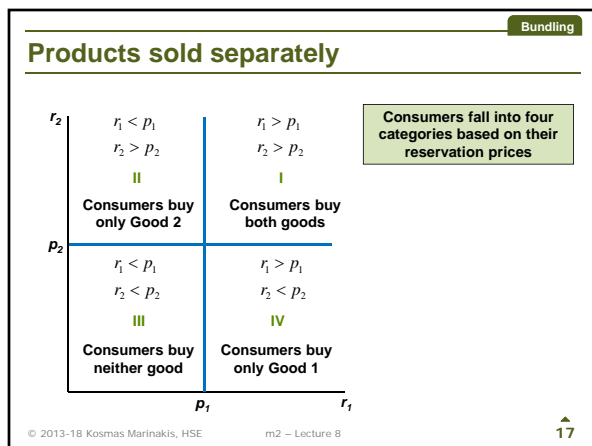 Bundling
Products sold separately
r₂
r₁ < p₁
r₂ > p₂
II
Consumers buy
only Good 2
r₁ > p₁
r₂ > p₂
I
Consumers buy
both goods
Consumers fall into four
categories based on their
reservation prices
p₂
r₁ < p₁
r₂ < p₂
III
Consumers buy
neither good
r₁ > p₁
r₂ < p₂
IV
Consumers buy
only Good 1
p₁
r₁
© 2013-18 Kosmas Marinakis, HSE
m2 – Lecture 8
17